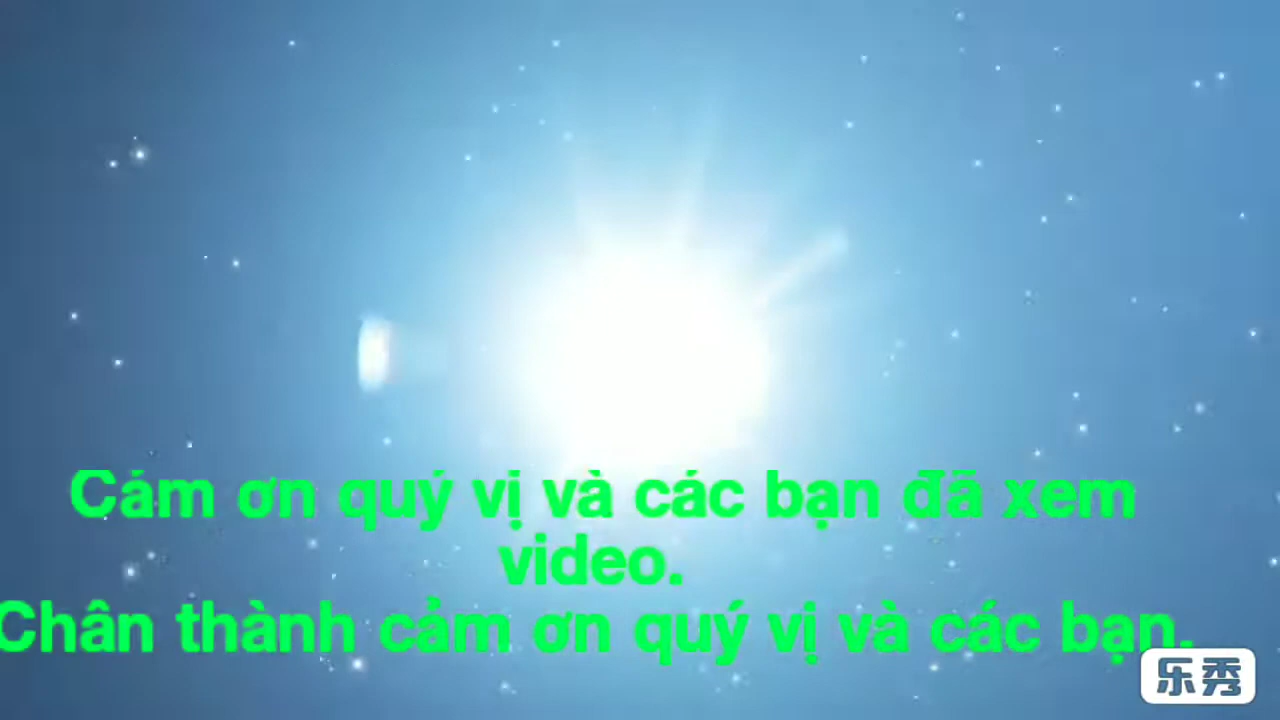 Cảm ơn quý vị và các bạn đã xem
video.
Chân thành cảm ơn quý vị và các bạn.
乐秀